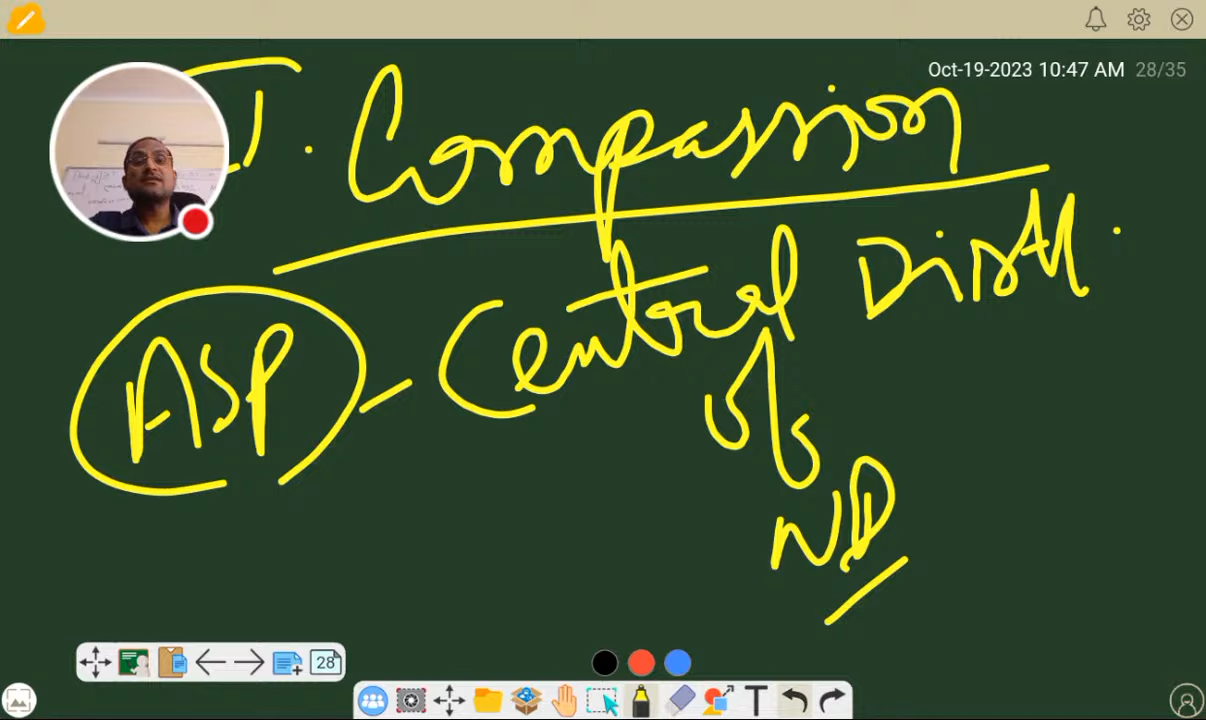 Oct-19-2023 10:47 AM 28/35
I. Compassion
ASP - Central Distt.
of
ND
28
T